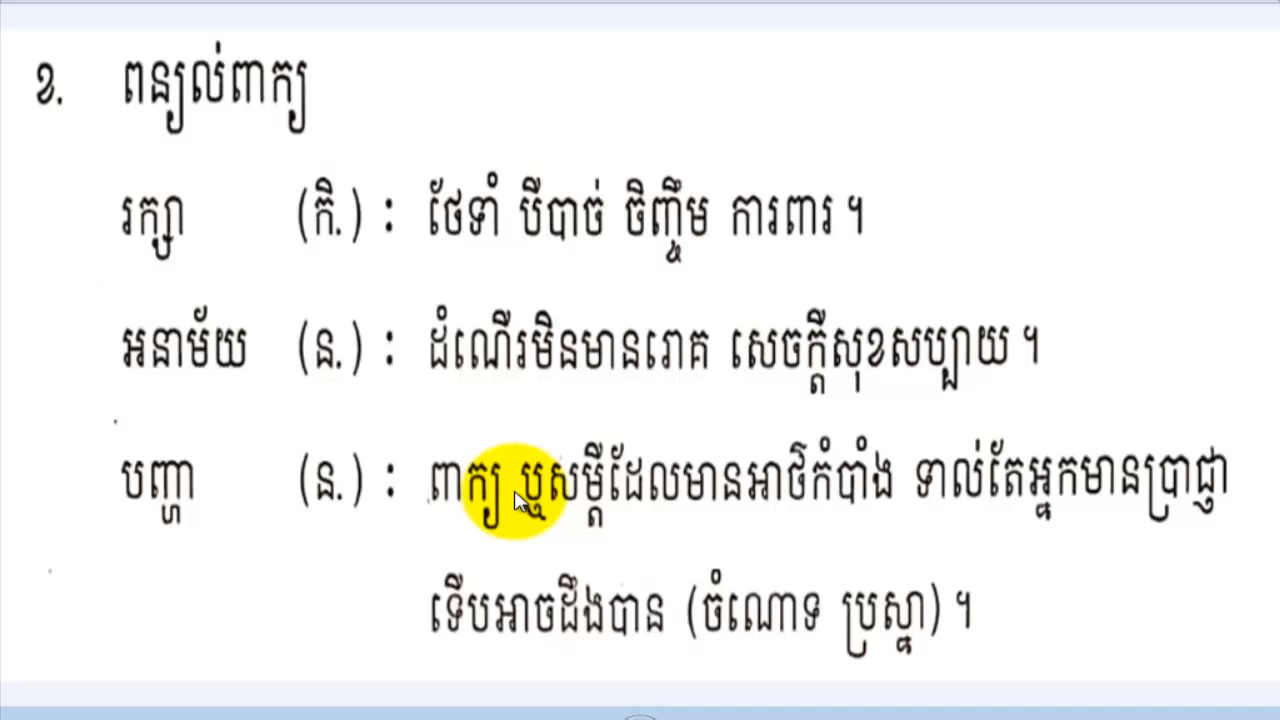 ខ. ពន្យល់ពាក្យ
រក្សា (កិ.) : ថែទាំ បីបាច់ ចិញ្ចឹម ការពារ ។
អនាម័យ (ន.) : ដំណើរមិនមានរោគ សេចក្ដីសុខសប្បាយ ។
បញ្ហា (ន.) : ពាក្យ ឬសម្ដីដែលមានអាថ៌កំបាំង ទាល់តែអ្នកមានប្រាជ្ញា
ទើបអាចដឹងបាន (ចំណោទ ប្រស្នា) ។